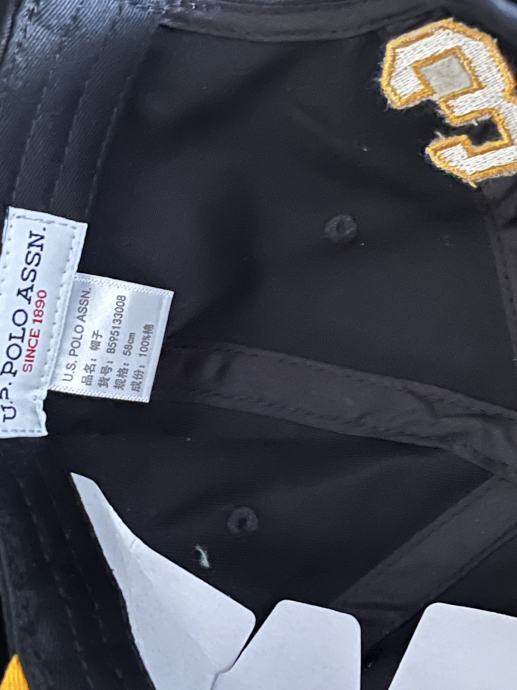 U.S. POLO ASSN.
SINCE 1890
U.S. POLO ASSN.
品名: 帽子
货号: B595133008
规格: 58cm
成份: 100%棉